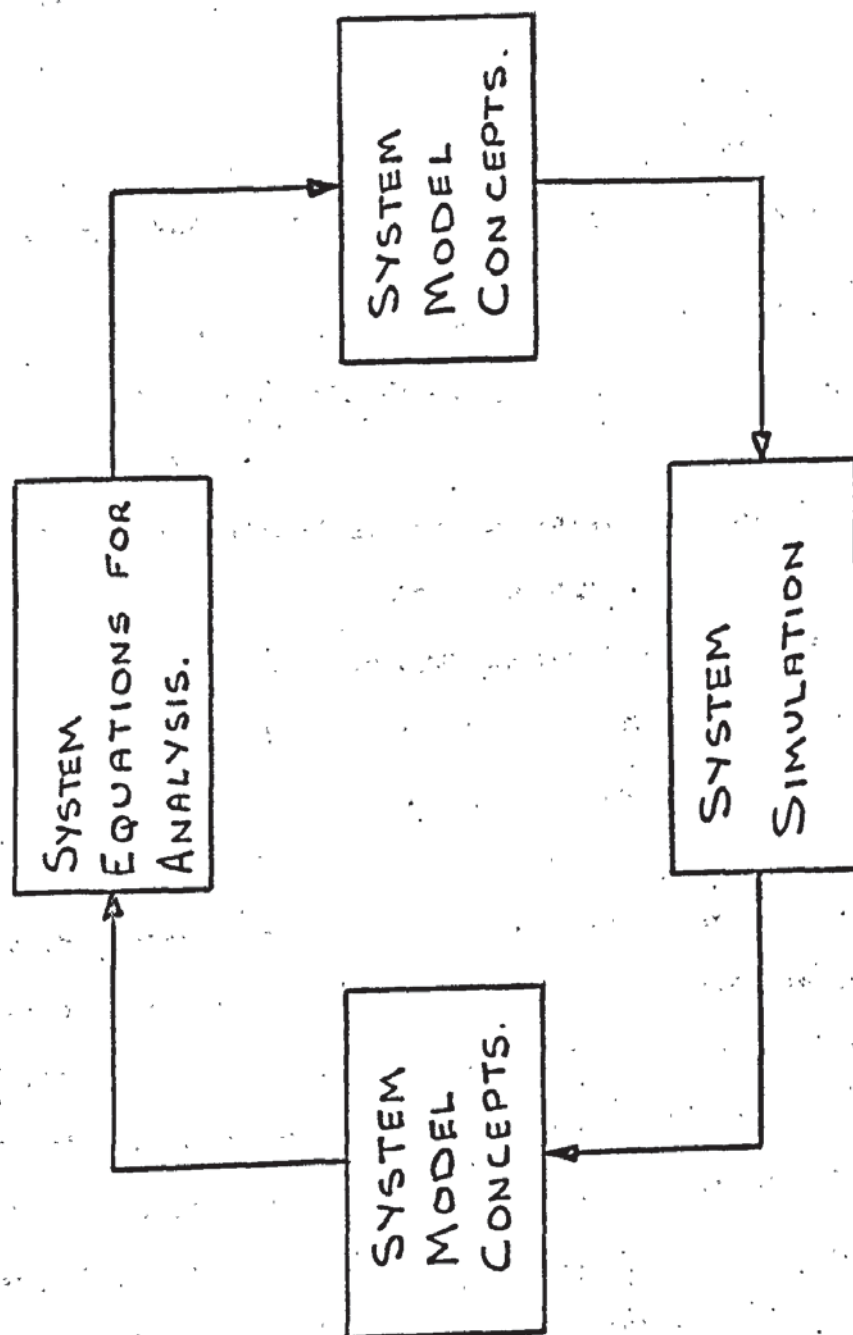 SYSTEM
EQUATIONS FOR
ANALYSIS.
SYSTEM
MODEL
CONCEPTS.
SYSTEM
MODEL
CONCEPTS.
SYSTEM
SIMULATION